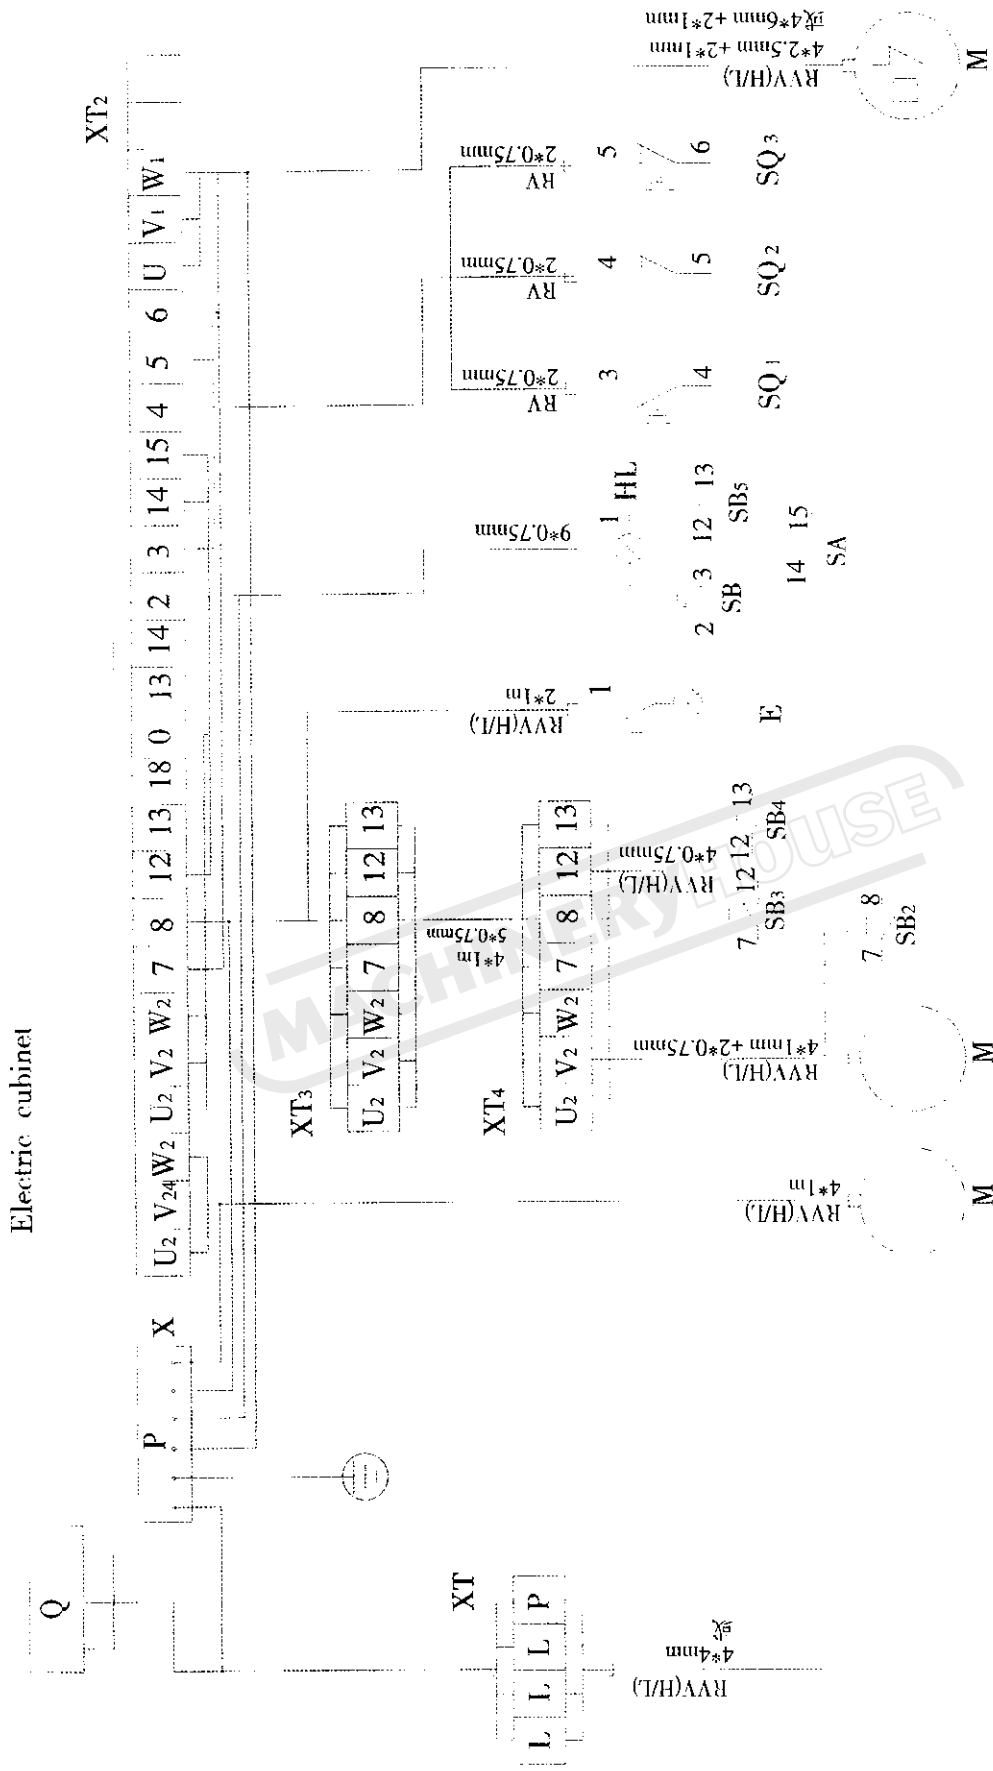 Electric cubinet
Q
P
X
U2 V24 W2 U2 V2 W2 7 8 12 13 18 0 13 14 2 3 14 15 4 5 6 U V1 W1
XT2
XT3
U2 V2 W2 7 8 12 13
4*1m
5*0.75mm
XT4
U2 V2 W2 7 8 12 13
XT
L L L P
RVV(H/L)
4*4mm
或
RVV(H/L)
4*1m
M
RVV(H/L)
4*1mm +2*0.75mm
M
7 8
SB2
RVV(H/L)
4*0.75mm
7 12
SB3
12 13
SB4
RVV(H/L)
2*1m
1
E
9*0.75mm
1
HL
2 3
SB
12 13
SB5
14 15
SA
RV
2*0.75mm
3
4
SQ1
RV
2*0.75mm
4
5
SQ2
RV
2*0.75mm
5
6
SQ3
RVV(H/L)
4*2.5mm +2*1mm
或4*6mm +2*1mm
M
MACHINERYHOUSE